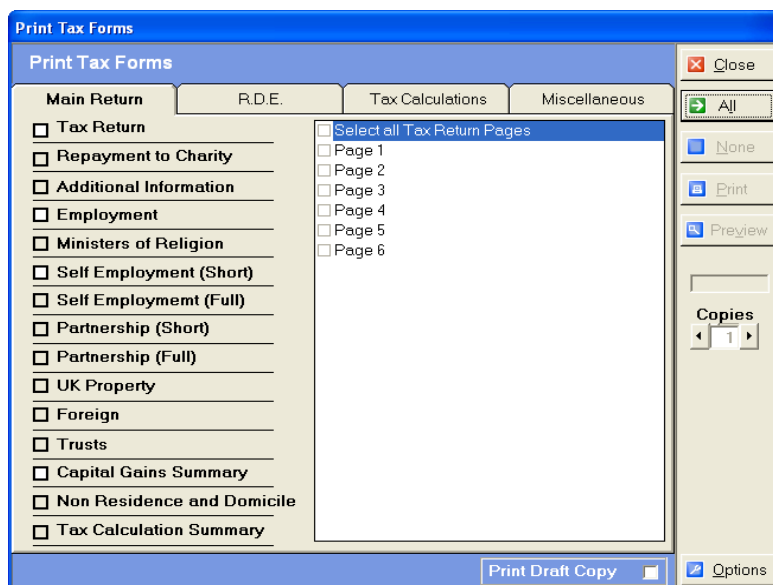 Print Tax Forms
Print Tax Forms
Main Return
R.D.E.
Tax Calculations
Miscellaneous
Tax Return
Repayment to Charity
Additional Information
Employment
Ministers of Religion
Self Employment (Short)
Self Employmemt (Full)
Partnership (Short)
Partnership (Full)
UK Property
Foreign
Trusts
Capital Gains Summary
Non Residence and Domicile
Tax Calculation Summary
Select all Tax Return Pages
Page 1
Page 2
Page 3
Page 4
Page 5
Page 6
Close
All
None
Print
Preview
Copies
1
Print Draft Copy
Options